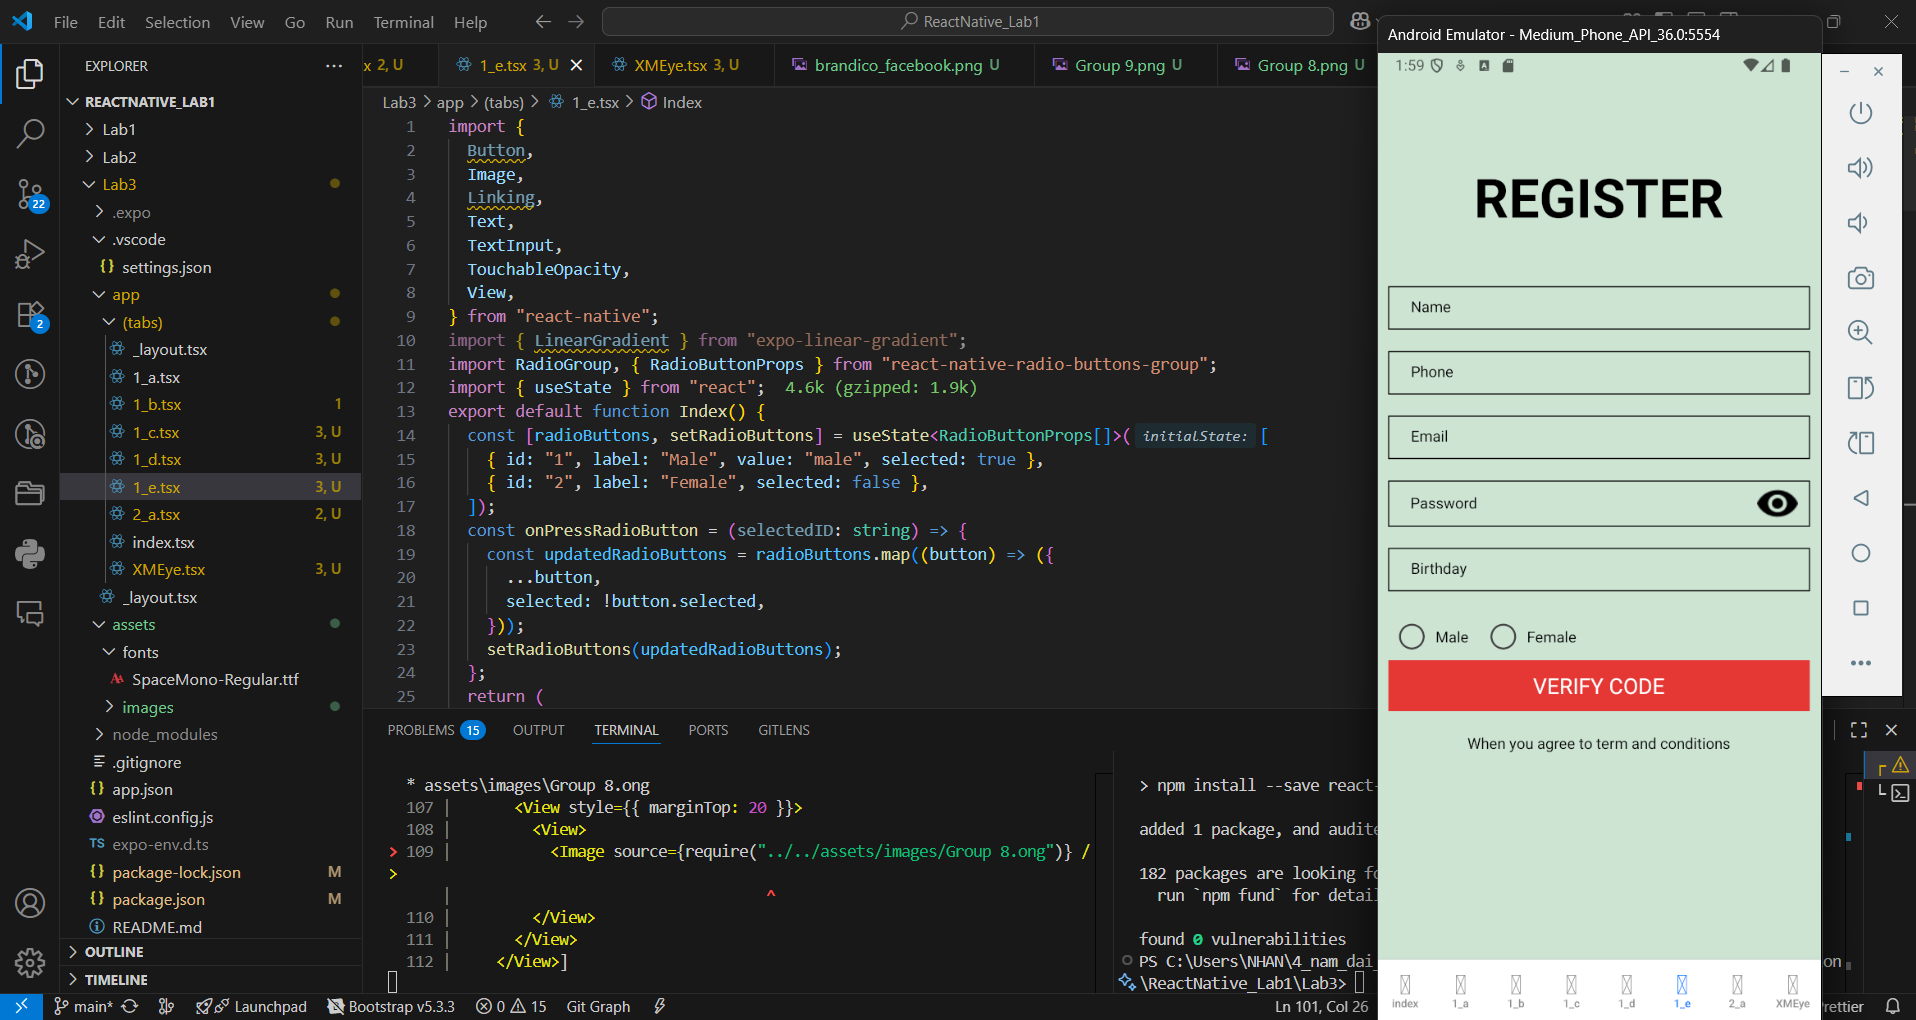 File Edit Selection View Go Run Terminal Help
ReactNative_Lab1
EXPLORER
REACTNATIVE_LAB1
Lab1
Lab2
Lab3
.expo
.vscode
settings.json
app
(tabs)
_layout.tsx
1_a.tsx
1_b.tsx 1
1_c.tsx 3, U
1_d.tsx 3, U
1_e.tsx 3, U
2_a.tsx 2, U
index.tsx
XMEye.tsx 3, U
_layout.tsx
assets
fonts
SpaceMono-Regular.ttf
images
node_modules
.gitignore
app.json
eslint.config.js
expo-env.d.ts
package-lock.json M
package.json M
README.md
OUTLINE
TIMELINE
22
2
x 2, U
1_e.tsx 3, U
XMEye.tsx 3, U
brandico_facebook.png U
Group 9.png U
Group 8.png U
Lab3 > app > (tabs) > 1_e.tsx > Index
1 import {
2 Button,
3 Image,
4 Linking,
5 Text,
6 TextInput,
7 TouchableOpacity,
8 View,
9 } from "react-native";
10 import { LinearGradient } from "expo-linear-gradient";
11 import RadioGroup, { RadioButtonProps } from "react-native-radio-buttons-group";
12 import { useState } from "react"; 4.6k (gzipped: 1.9k)
13 export default function Index() {
14 const [radioButtons, setRadioButtons] = useState<RadioButtonProps[]>( initialState: [
15 { id: "1", label: "Male", value: "male", selected: true },
16 { id: "2", label: "Female", selected: false },
17 ]);
18 const onPressRadioButton = (selectedID: string) => {
19 const updatedRadioButtons = radioButtons.map((button) => ({
20 ...button,
21 selected: !button.selected,
22 }));
23 setRadioButtons(updatedRadioButtons);
24 };
25 return (
PROBLEMS 15 OUTPUT TERMINAL PORTS GITLENS
* assets\images\Group 8.ong
107 | <View style={{ marginTop: 20 }}>
108 | <View>
> 109 | <Image source={require("../../assets/images/Group 8.ong")} /
>
| ^
110 | </View>
111 | </View>
112 | </View>]
> npm install --save react-
added 1 package, and audite
182 packages are looking fo
run `npm fund` for detail
found 0 vulnerabilities
PS C:\Users\NHAN\4_nam_dai_
on
\ReactNative_Lab1\Lab3>
main* Launchpad Bootstrap v5.3.3 0 15 Git Graph Ln 101, Col 26 rettier
Android Emulator - Medium_Phone_API_36.0:5554
1:59
REGISTER
Name
Phone
Email
Password
Birthday
Male Female
VERIFY CODE
When you agree to term and conditions
index 1_a 1_b 1_c 1_d 1_e 2_a XMEye